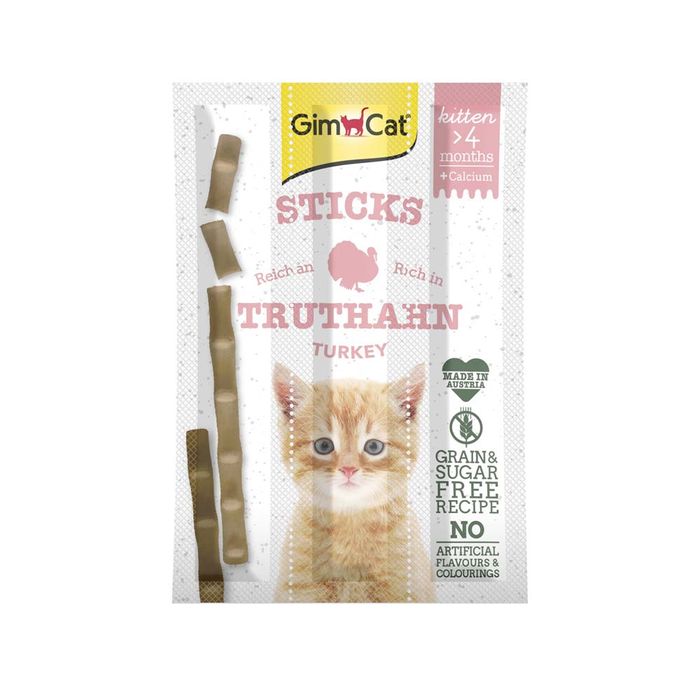 GimCat
kitten
>4
months
+Calcium
STICKS
Reich an Rich in
TRUTHAHN
TURKEY
MADE IN
AUSTRIA
GRAIN &
SUGAR
FREE
RECIPE
NO
ARTIFICIAL
FLAVOURS &
COLOURINGS